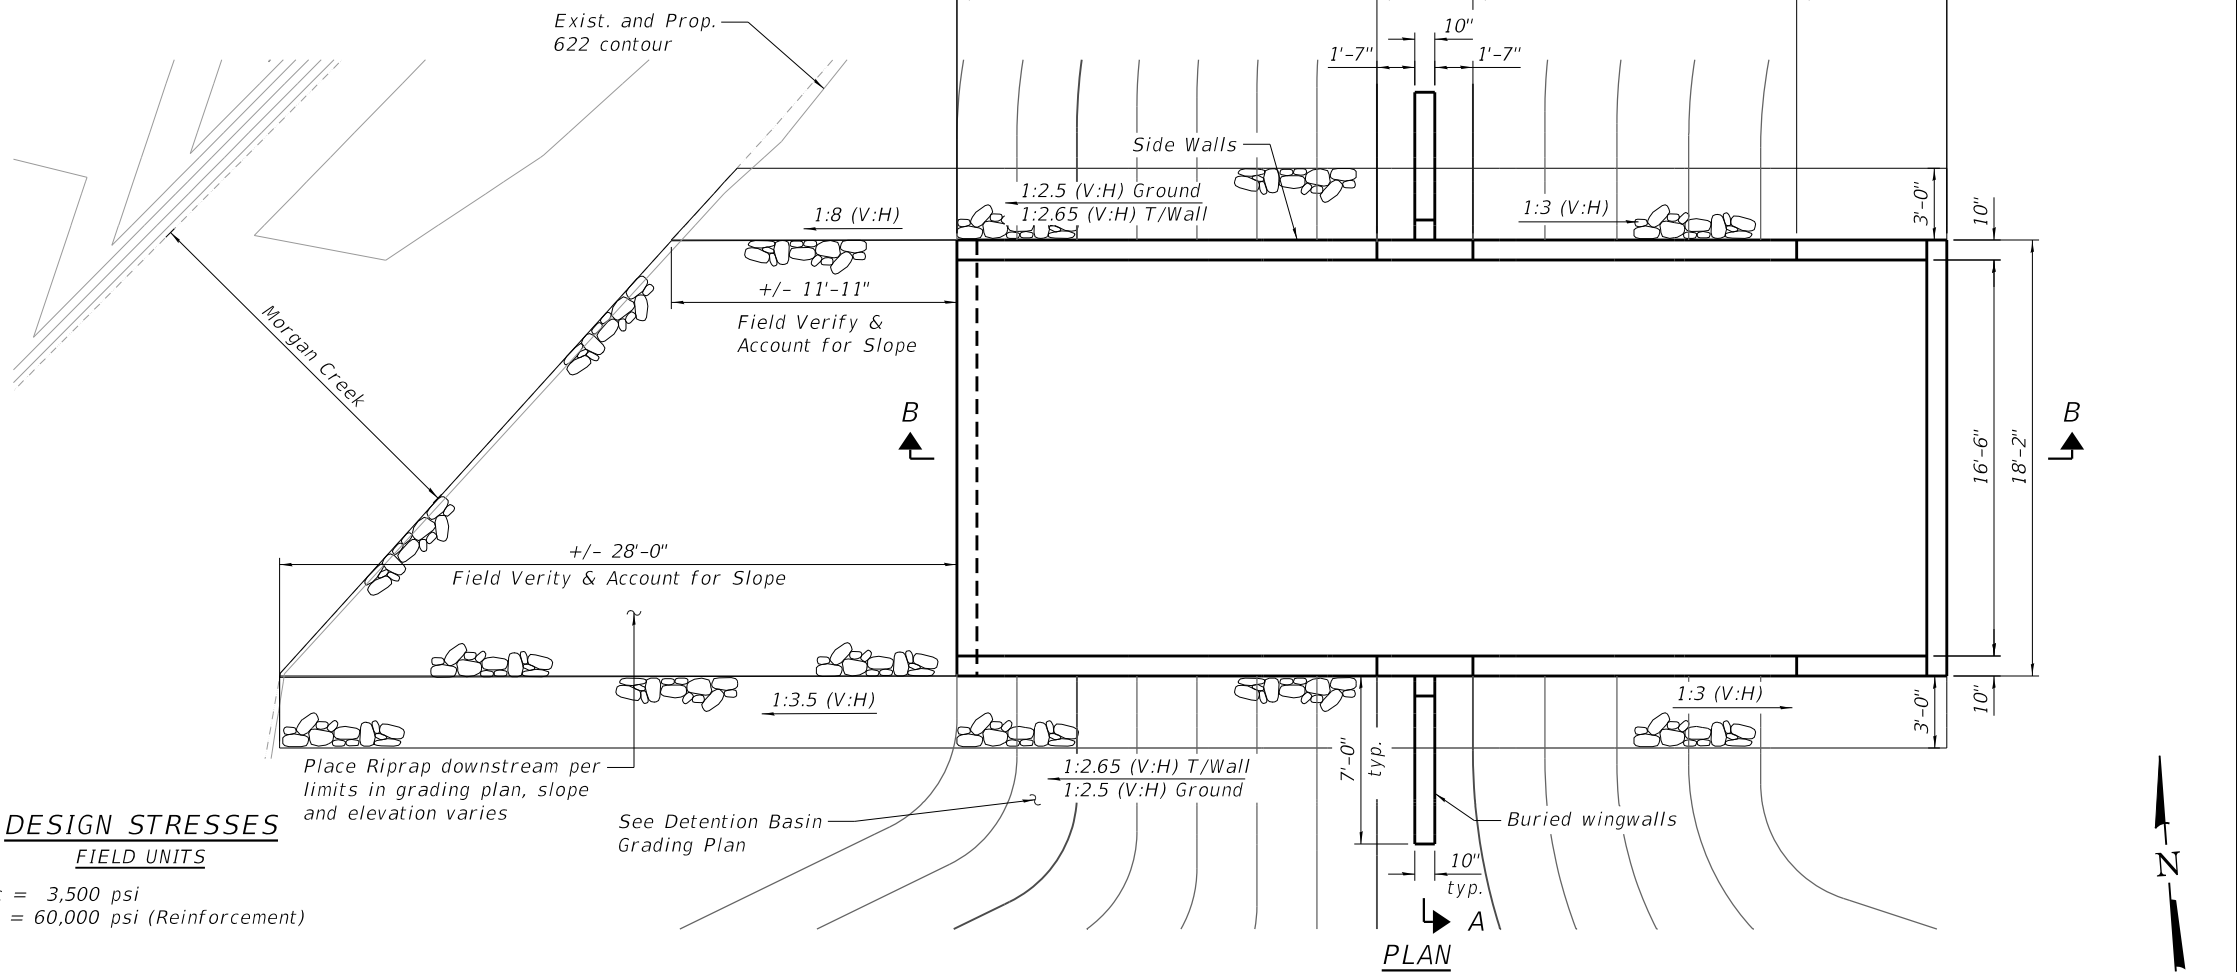 Exist. and Prop.
622 contour
10"
1'-7"
1'-7"
Side Walls
1:2.5 (V:H) Ground
1:2.65 (V:H) T/Wall
1:8 (V:H)
1:3 (V:H)
3'-0"
10"
+/- 11'-11"
Field Verify &
Account for Slope
Morgan Creek
B
B
16'-6"
18'-2"
+/- 28'-0"
Field Verity & Account for Slope
1:3.5 (V:H)
1:3 (V:H)
3'-0"
10"
7'-0"
typ.
Place Riprap downstream per
limits in grading plan, slope
and elevation varies
1:2.65 (V:H) T/Wall
1:2.5 (V:H) Ground
See Detention Basin
Grading Plan
Buried wingwalls
10"
typ.
A
PLAN
N
DESIGN STRESSES
FIELD UNITS
= 3,500 psi
= 60,000 psi (Reinforcement)